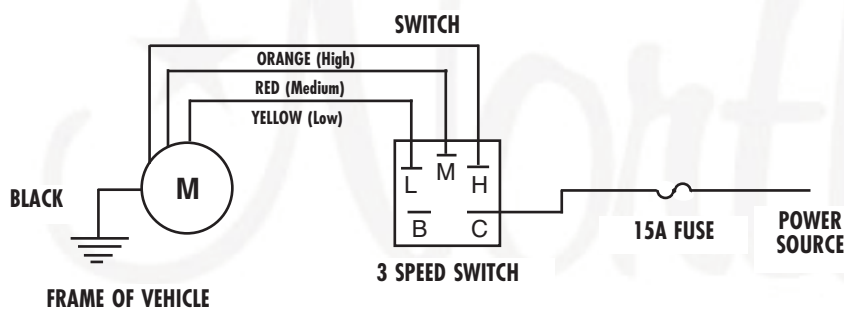 SWITCH
ORANGE (High)
RED (Medium)
YELLOW (Low)
M
L M H
B C
BLACK
15A FUSE
POWER
SOURCE
3 SPEED SWITCH
FRAME OF VEHICLE